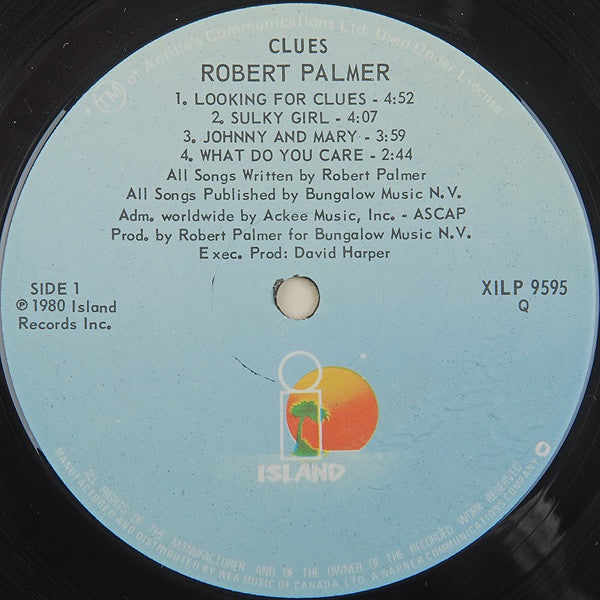 * TM of Antilles Communications Ltd. Used Under License
CLUES
ROBERT PALMER
1. LOOKING FOR CLUES - 4:52
2. SULKY GIRL - 4:07
3. JOHNNY AND MARY - 3:59
4. WHAT DO YOU CARE - 2:44
All Songs Written by Robert Palmer
All Songs Published by Bungalow Music N.V.
Adm. worldwide by Ackee Music, Inc. - ASCAP
Prod. by Robert Palmer for Bungalow Music N.V.
Exec. Prod: David Harper
SIDE 1
℗ 1980 Island
Records Inc.
XILP 9595
Q
i *
ISLAND
ALL RIGHTS OF THE MANUFACTURER AND OF THE OWNER OF THE RECORDED WORK RESERVED
MANUFACTURED AND DISTRIBUTED BY WEA MUSIC OF CANADA, LTD. A WARNER COMMUNICATIONS COMPANY